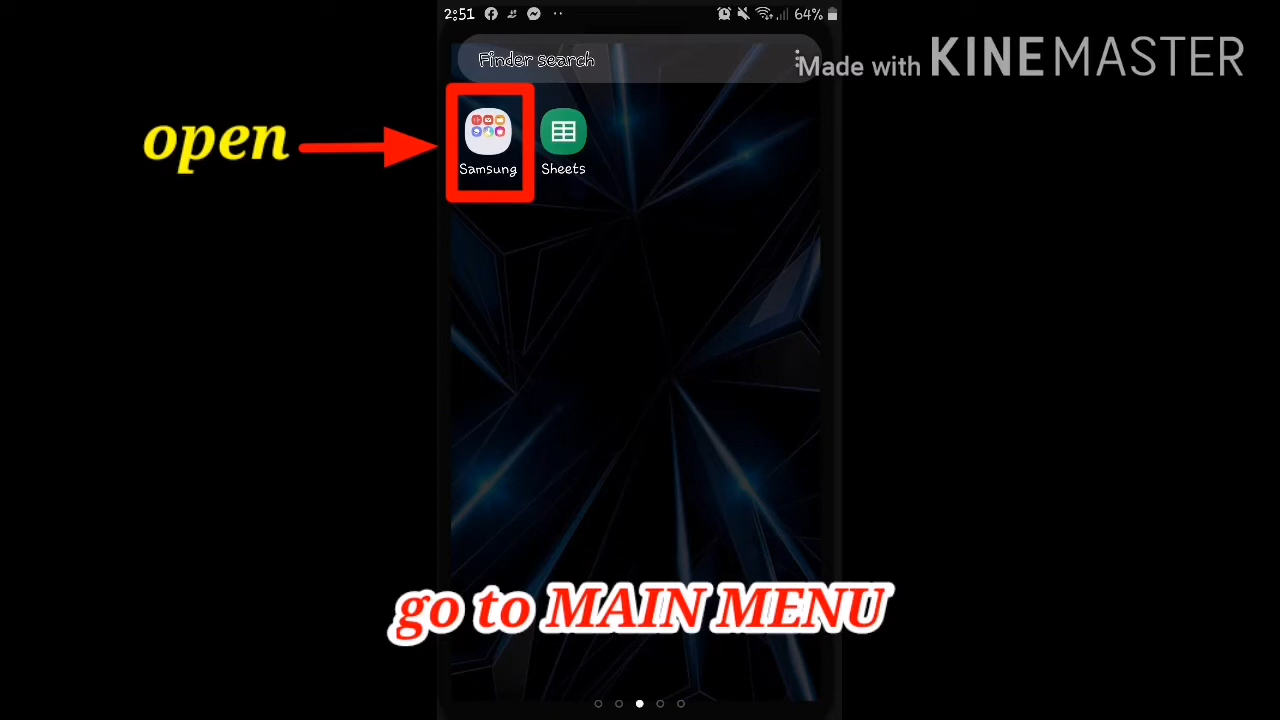 2:51 64%
Finder search
Made with KINEMASTER
open
Samsung Sheets
go to MAIN MENU